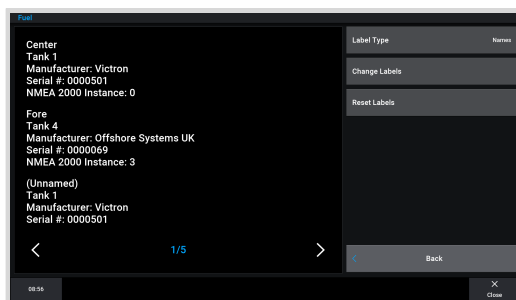 Fuel
Center
Tank 1
Manufacturer: Victron
Serial #: 0000501
NMEA 2000 Instance: 0
Fore
Tank 4
Manufacturer: Offshore Systems UK
Serial #: 0000069
NMEA 2000 Instance: 3
(Unnamed)
Tank 1
Manufacturer: Victron
Serial #: 0000501
1/5
Label Type Names
Change Labels
Reset Labels
Back
08:56
Close